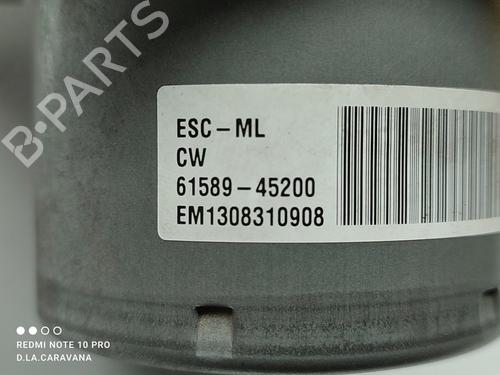 B-PARTS
ESC-ML
CW
61589-45200
EM1308310908
REDMI NOTE 10 PRO
D.LA.CARAVANA